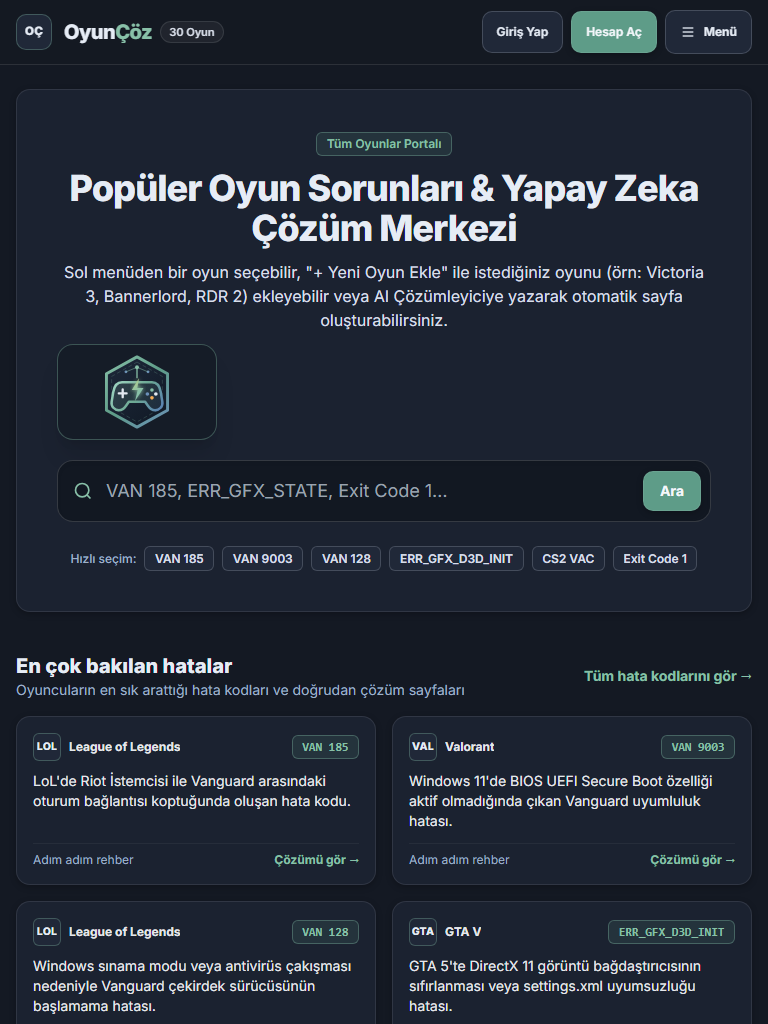 OÇ
OyunÇöz
30 Oyun
Giriş Yap
Hesap Aç
Menü
Tüm Oyunlar Portalı
Popüler Oyun Sorunları & Yapay Zeka
Çözüm Merkezi
Sol menüden bir oyun seçebilir, "+ Yeni Oyun Ekle" ile istediğiniz oyunu (örn: Victoria
3, Bannerlord, RDR 2) ekleyebilir veya AI Çözümleyiciye yazarak otomatik sayfa
oluşturabilirsiniz.
VAN 185, ERR_GFX_STATE, Exit Code 1...
Ara
Hızlı seçim:
VAN 185
VAN 9003
VAN 128
ERR_GFX_D3D_INIT
CS2 VAC
Exit Code 1
En çok bakılan hatalar
Oyuncuların en sık arattığı hata kodları ve doğrudan çözüm sayfaları
Tüm hata kodlarını gör →
LOL
League of Legends
VAN 185
LoL'de Riot İstemcisi ile Vanguard arasındaki
oturum bağlantısı koptuğunda oluşan hata kodu.
Adım adım rehber
Çözümü gör →
VAL
Valorant
VAN 9003
Windows 11'de BIOS UEFI Secure Boot özelliği
aktif olmadığında çıkan Vanguard uyumluluk
hatası.
Adım adım rehber
Çözümü gör →
LOL
League of Legends
VAN 128
Windows sınama modu veya antivirüs çakışması
nedeniyle Vanguard çekirdek sürücüsünün
başlamama hatası.
GTA
GTA V
ERR_GFX_D3D_INIT
GTA 5'te DirectX 11 görüntü bağdaştırıcısının
sıfırlanması veya settings.xml uyumsuzluğu
hatası.